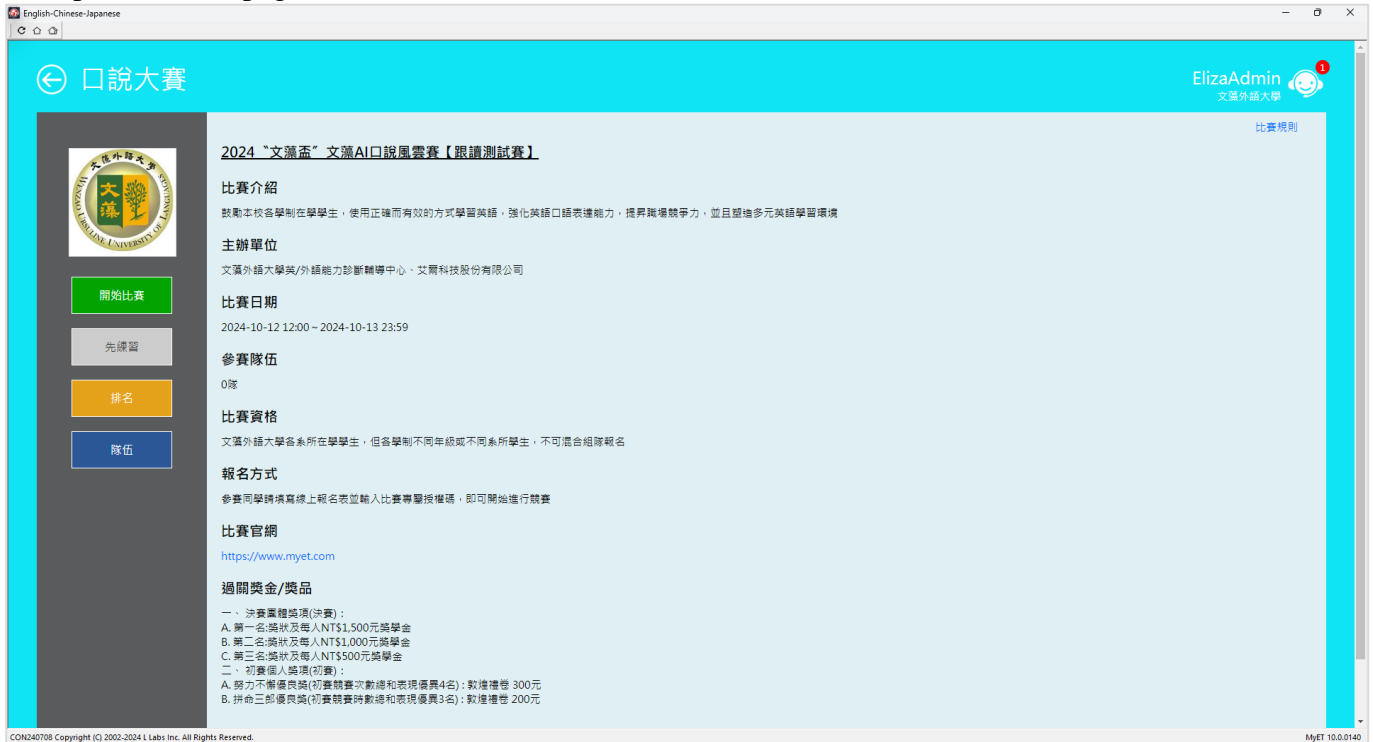 English-Chinese-Japanese
口說大賽
ElizaAdmin
1
文藻外語大學
比賽規則
文藻外語大學
文藻
WENZAO URSULINE UNIVERSITY OF LANGUAGES
開始比賽
先練習
排名
隊伍
2024〝文藻盃〞文藻AI口說風雲賽【跟讀測試賽】
比賽介紹
鼓勵本校各學制在學學生，使用正確而有效的方式學習英語，強化英語口語表達能力，提昇職場競爭力，並且塑造多元英語學習環境
主辦單位
文藻外語大學英/外語能力診斷輔導中心、艾爾科技股份有限公司
比賽日期
2024-10-12 12:00 ~ 2024-10-13 23:59
參賽隊伍
0隊
比賽資格
文藻外語大學各系所在學學生，但各學制不同年級或不同系所學生，不可混合組隊報名
報名方式
參賽同學請填寫線上報名表並輸入比賽專屬授權碼，即可開始進行競賽
比賽官網
https://www.myet.com
過關獎金/獎品
一、 決賽團體獎項(決賽)：
A. 第一名:獎狀及每人NT$1,500元獎學金
B. 第二名:獎狀及每人NT$1,000元獎學金
C. 第三名:獎狀及每人NT$500元獎學金
二、 初賽個人獎項(初賽)：
A. 努力不懈優良獎(初賽競賽次數總和表現優異4名) : 敦煌禮卷 300元
B. 拼命三郎優良獎(初賽競賽時數總和表現優異3名) : 敦煌禮卷 200元
CON240708 Copyright (C) 2002-2024 L Labs Inc. All Rights Reserved.
MyET 10.0.0140